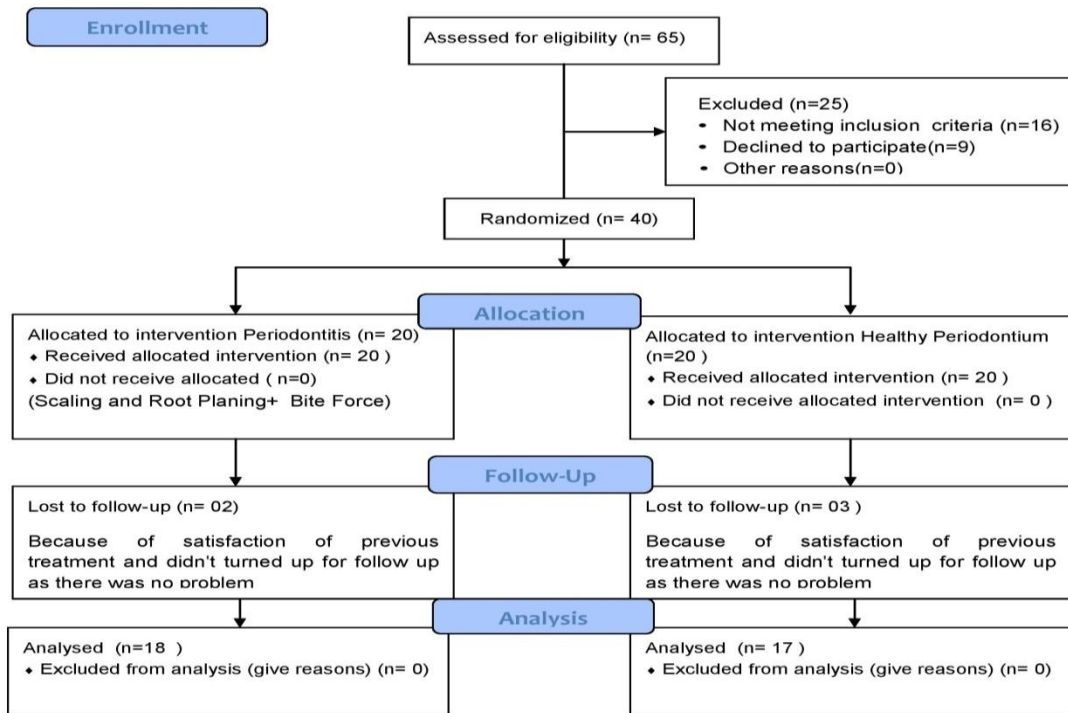 Enrollment
Assessed for eligibility (n= 65)
Excluded (n=25)
• Not meeting inclusion criteria (n=16)
• Declined to participate(n=9)
• Other reasons(n=0)
Randomized (n= 40)
Allocation
Allocated to intervention Periodontitis (n= 20)
⬥ Received allocated intervention (n= 20 )
⬥ Did not receive allocated ( n=0)
(Scaling and Root Planing+ Bite Force)
Allocated to intervention Healthy Periodontium
(n=20 )
⬥ Received allocated intervention (n= 20 )
⬥ Did not receive allocated intervention (n= 0 )
Follow-Up
Lost to follow-up (n= 02)
Because of satisfaction of previous
treatment and didn't turned up for follow up
as there was no problem
Lost to follow-up (n= 03 )
Because of satisfaction of previous
treatment and didn't turned up for follow up
as there was no problem
Analysis
Analysed (n=18 )
⬥ Excluded from analysis (give reasons) (n= 0)
Analysed (n= 17 )
⬥ Excluded from analysis (give reasons) (n= 0)